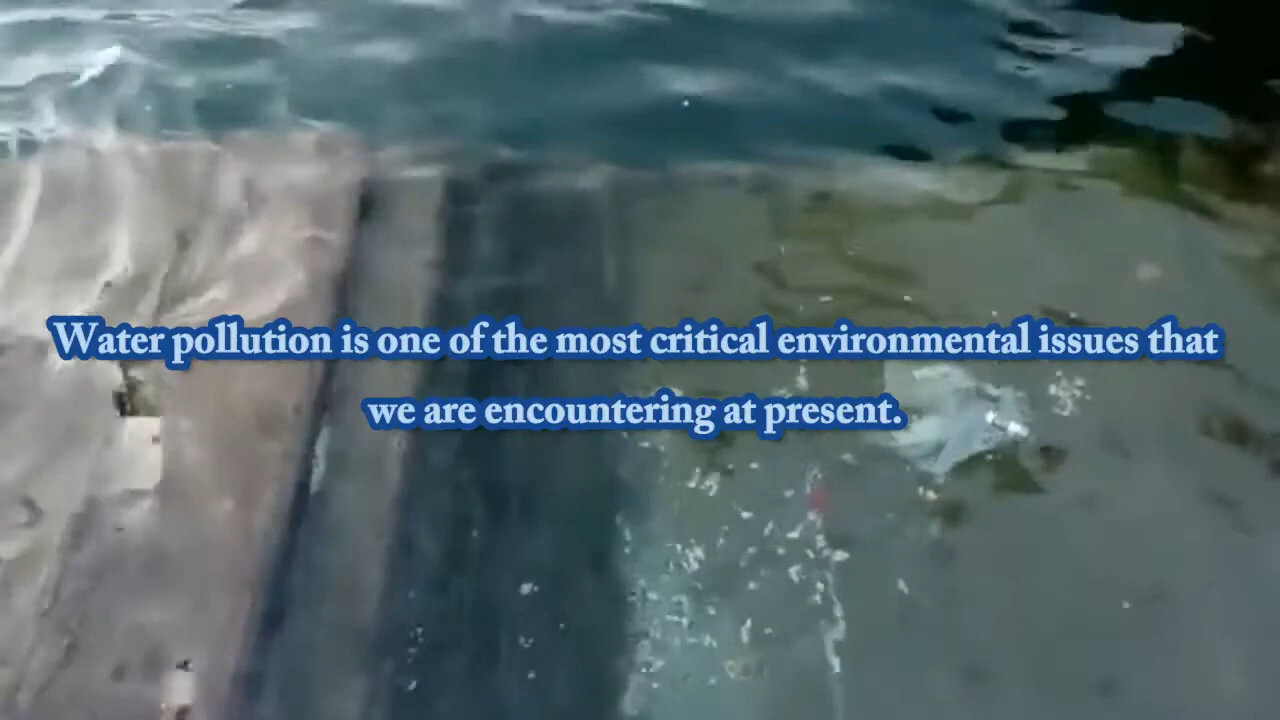 Water pollution is one of the most critical environmental issues that
we are encountering at present.